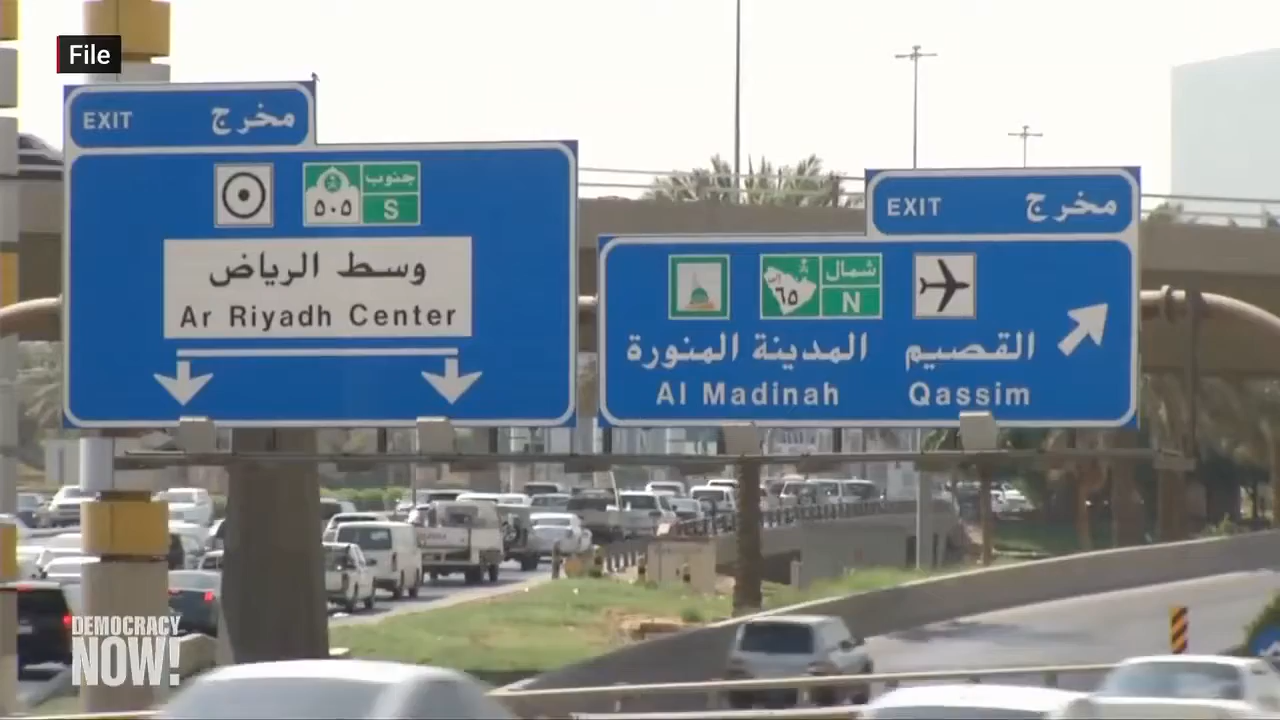 File
EXIT مخرج
٥٠٥ جنوب
S
وسط الرياض
Ar Riyadh Center
EXIT مخرج
٦٥ شمال
N
المدينة المنورة القصيم
Al Madinah Qassim
DEMOCRACY
NOW!